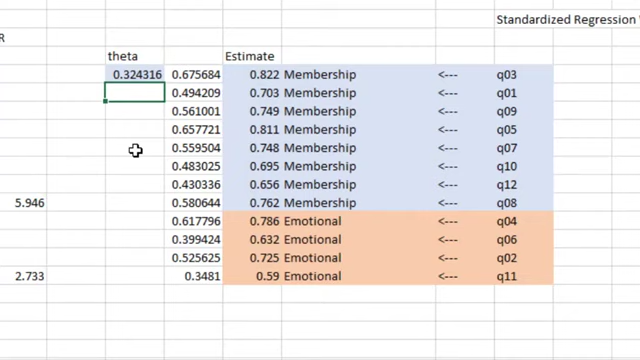 Standardized Regression
R
theta Estimate
0.324316 0.675684 0.822 Membership <--- q03
0.494209 0.703 Membership <--- q01
0.561001 0.749 Membership <--- q09
0.657721 0.811 Membership <--- q05
0.559504 0.748 Membership <--- q07
0.483025 0.695 Membership <--- q10
0.430336 0.656 Membership <--- q12
5.946 0.580644 0.762 Membership <--- q08
0.617796 0.786 Emotional <--- q04
0.399424 0.632 Emotional <--- q06
0.525625 0.725 Emotional <--- q02
2.733 0.3481 0.59 Emotional <--- q11